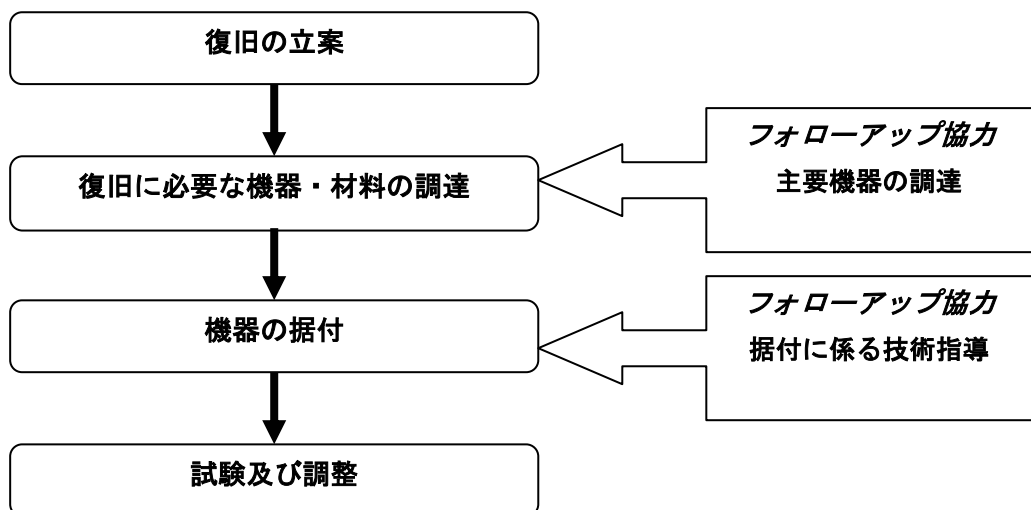 復旧の立案
復旧に必要な機器・材料の調達
フォローアップ協力
主要機器の調達
機器の据付
フォローアップ協力
据付に係る技術指導
試験及び調整